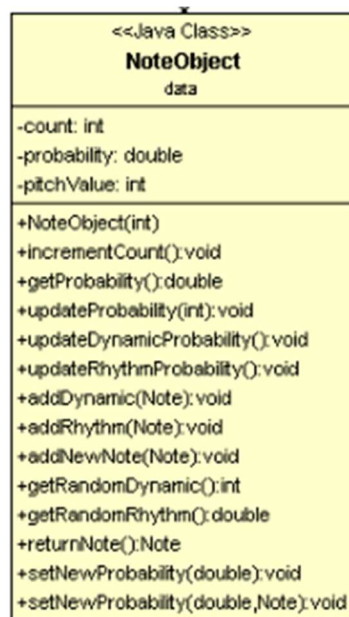 <<Java Class>>
NoteObject
data
-count: int
-probability: double
-pitchValue: int
+NoteObject(int)
+incrementCount():void
+getProbability():double
+updateProbability(int):void
+updateDynamicProbability():void
+updateRhythmProbability():void
+addDynamic(Note):void
+addRhythm(Note):void
+addNewNote(Note):void
+getRandomDynamic():int
+getRandomRhythm():double
+returnNote():Note
+setNewProbability(double):void
+setNewProbability(double,Note):void